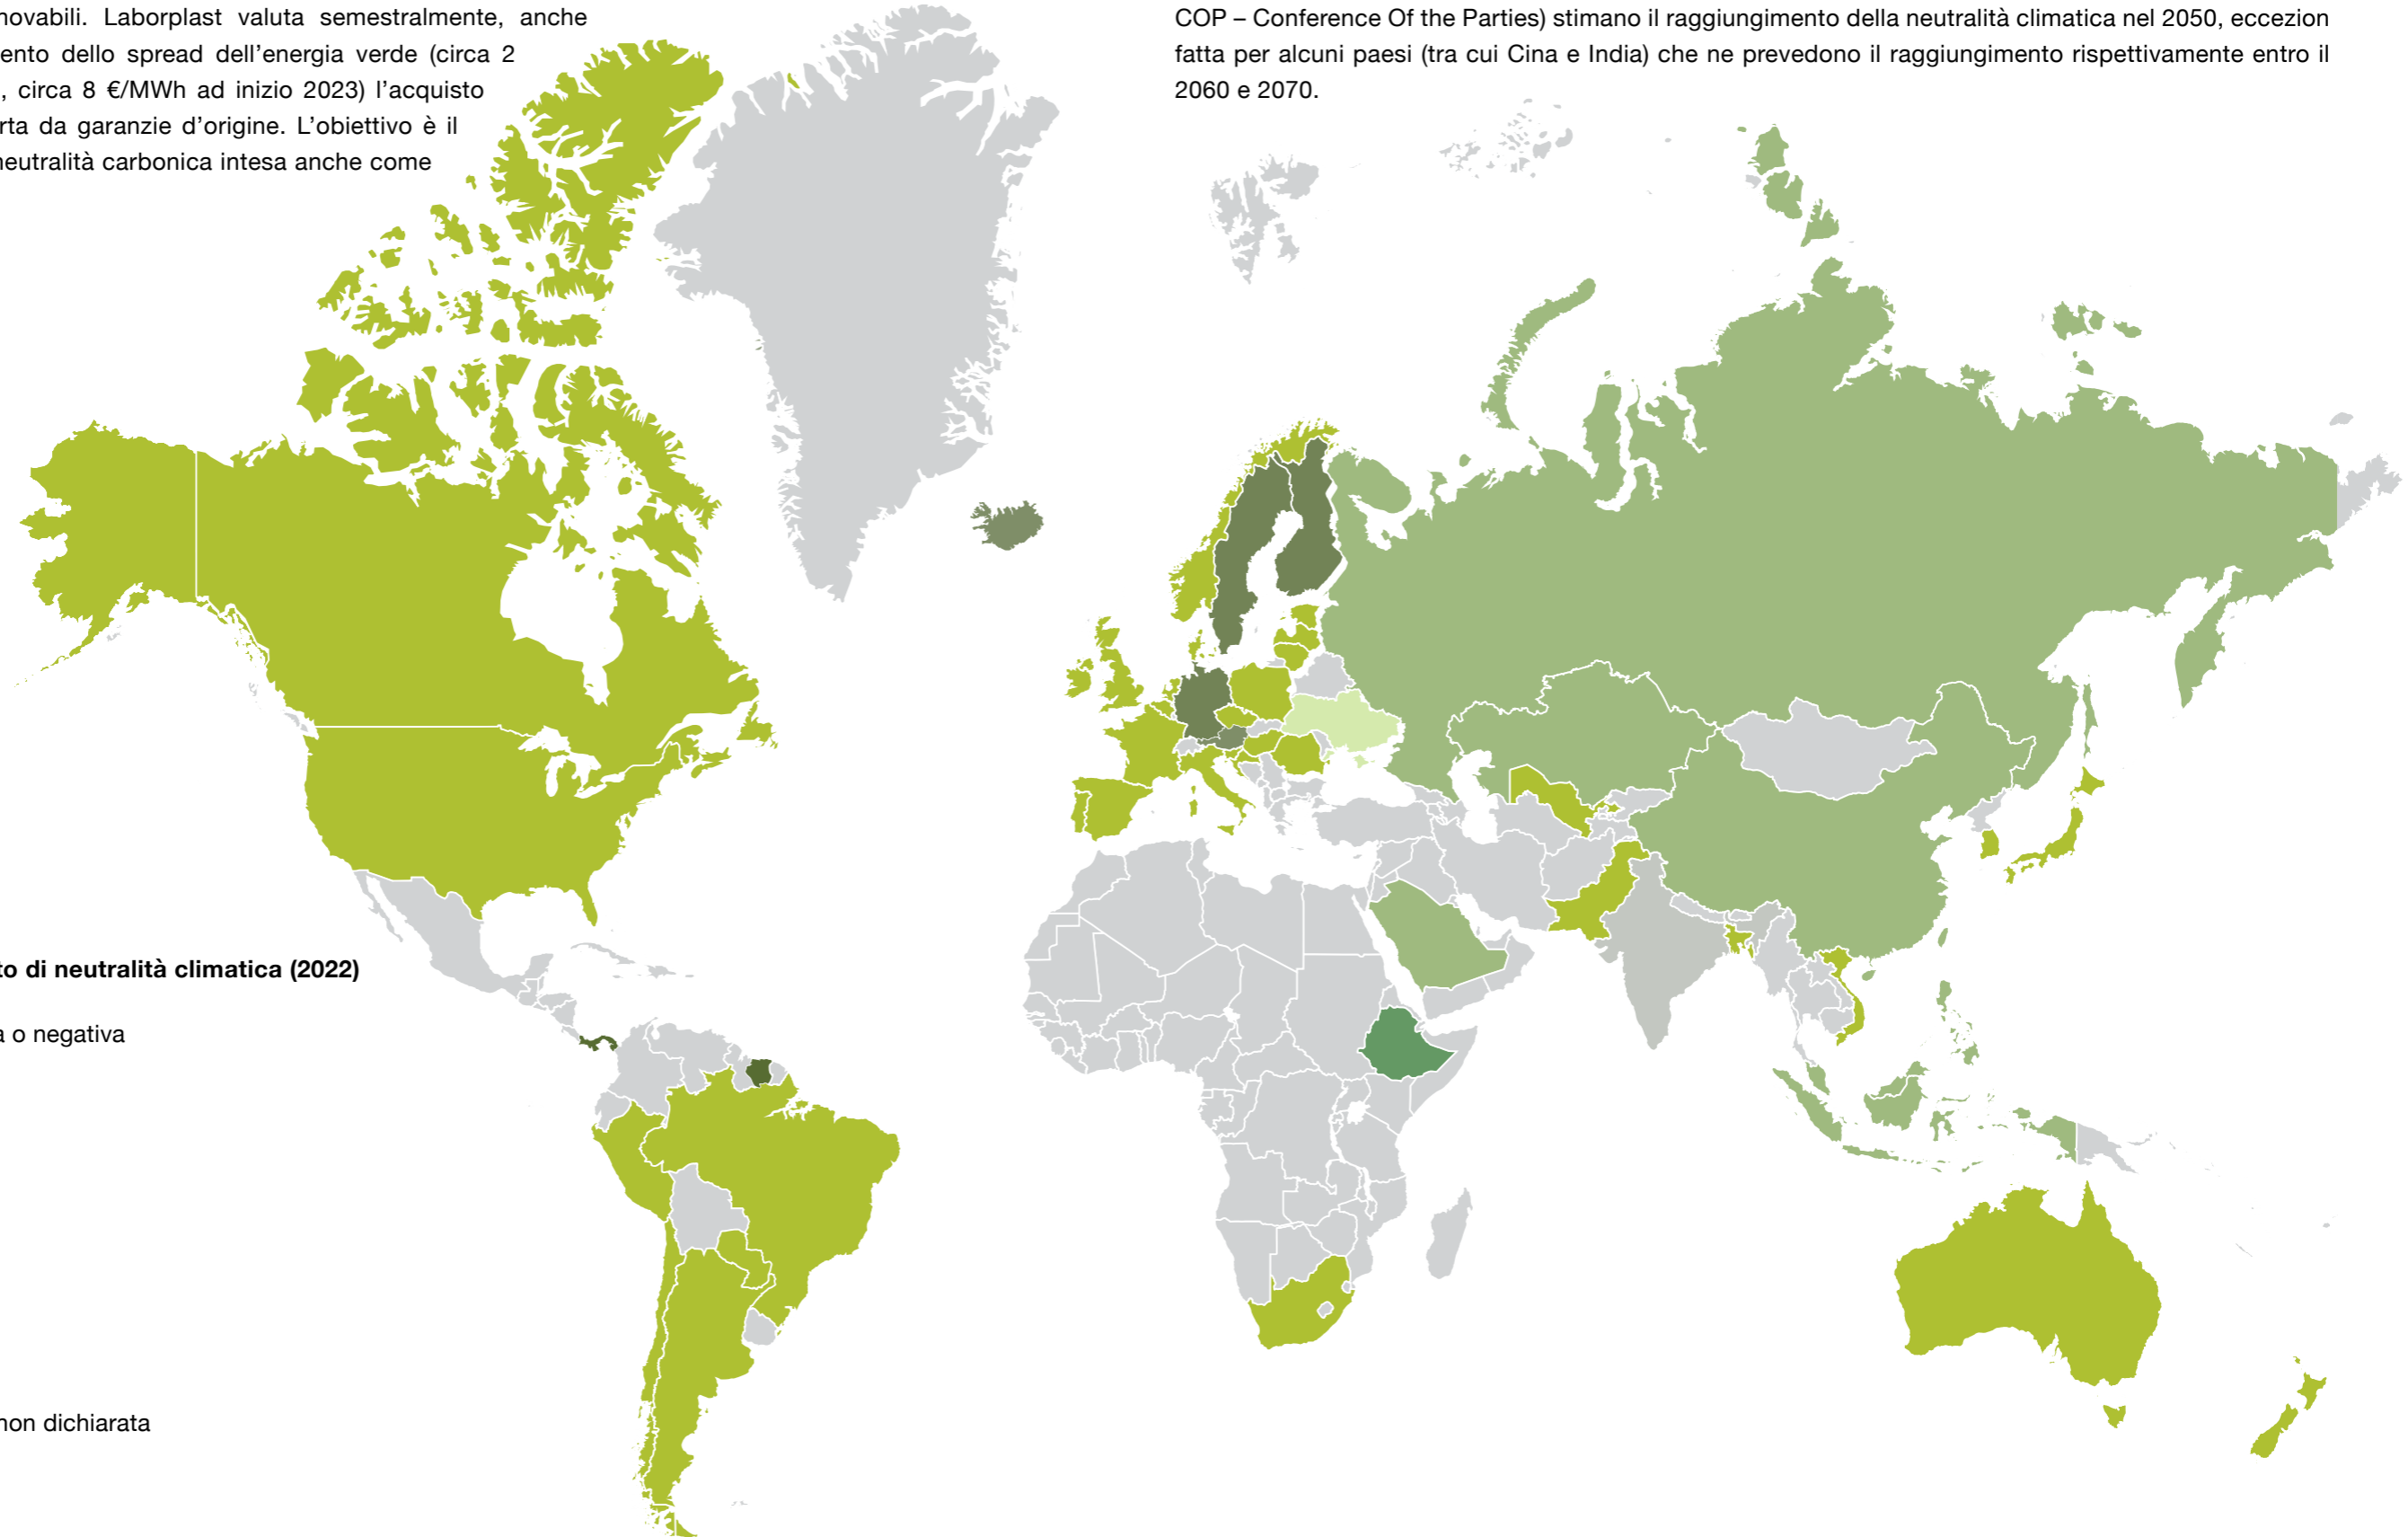 novabili. Laborplast valuta semestralmente, anche
ento dello spread dell'energia verde (circa 2
, circa 8 €/MWh ad inizio 2023) l'acquisto
rta da garanzie d'origine. L'obiettivo è il
neutralità carbonica intesa anche come
COP – Conference Of the Parties) stimano il raggiungimento della neutralità climatica nel 2050, eccezion
fatta per alcuni paesi (tra cui Cina e India) che ne prevedono il raggiungimento rispettivamente entro il
2060 e 2070.
to di neutralità climatica (2022)
a o negativa
non dichiarata